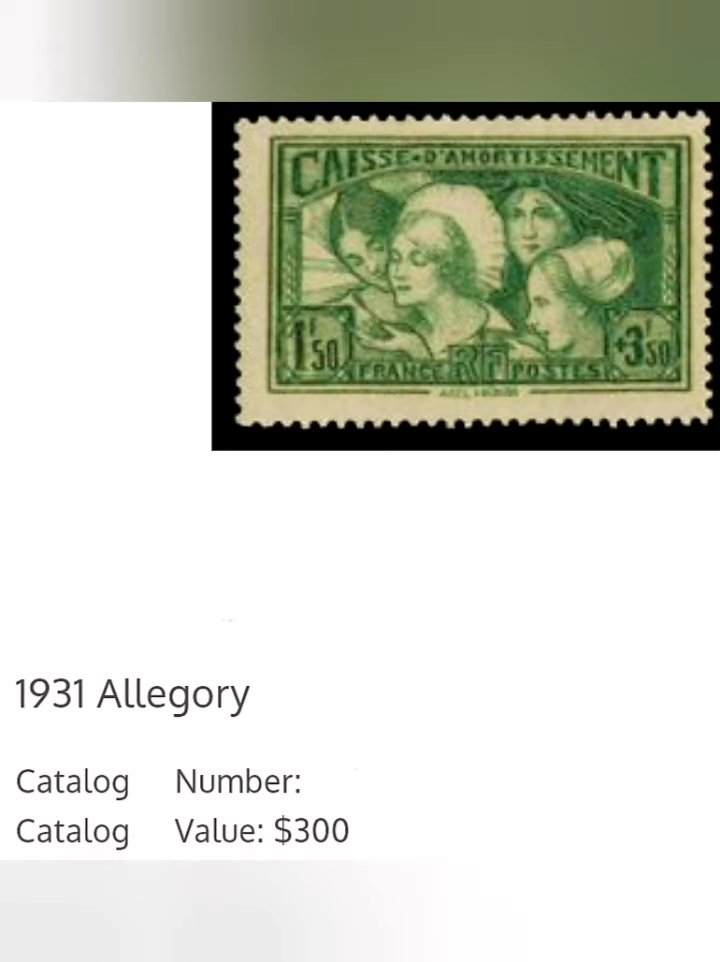 CAISSE·D'AMORTISSEMENT
1F50
+3F50
FRANCE RF POSTES
1931 Allegory
Catalog Number:
Catalog Value: $300